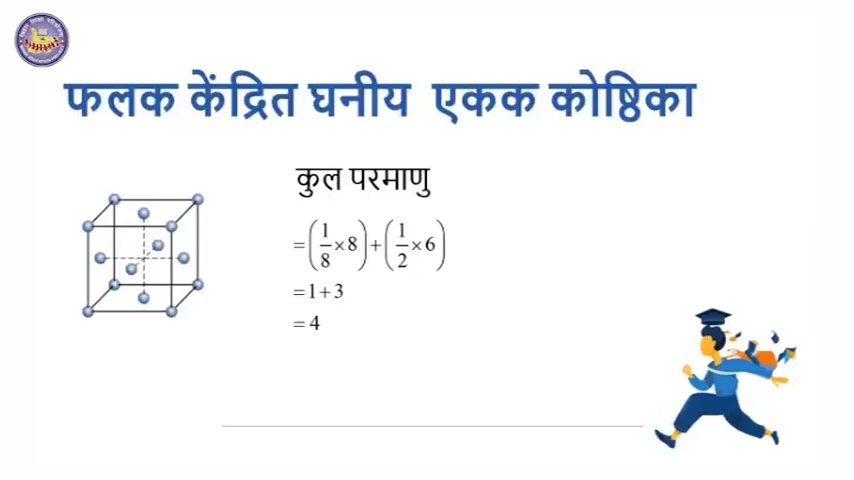 फलक केंद्रित घनीय एकक कोष्ठिका
कुल परमाणु
=(1/8×8)+(1/2×6)
=1+3
=4